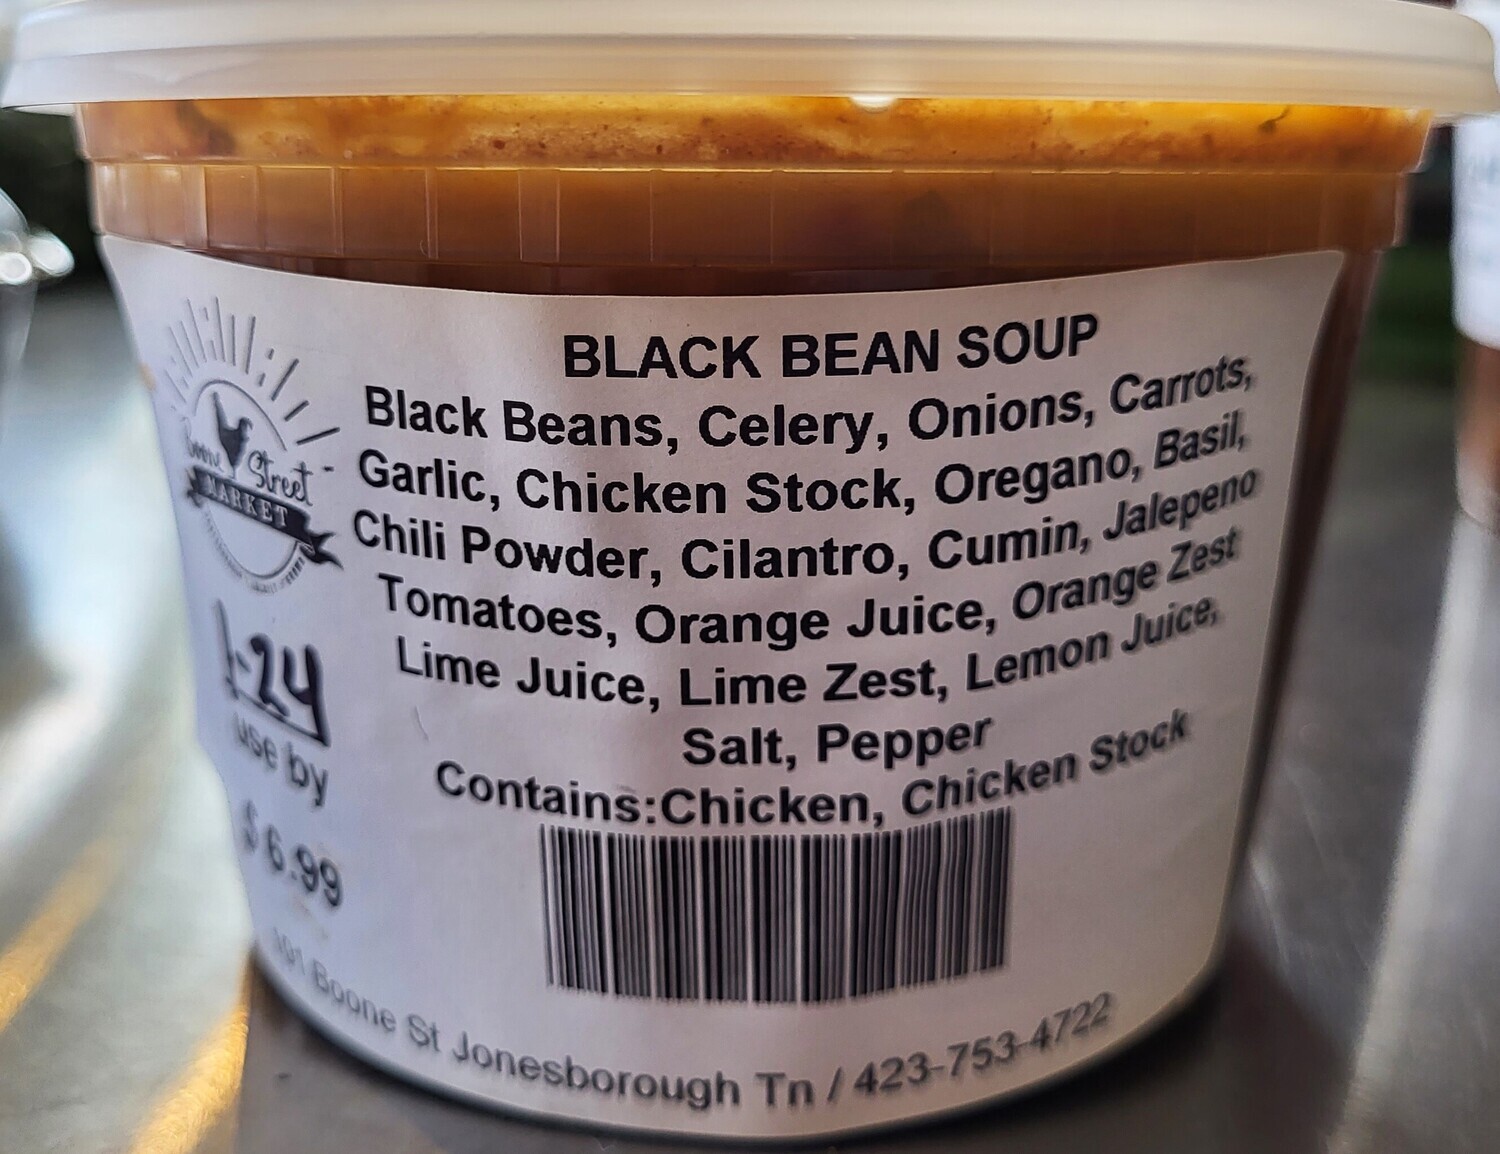 BLACK BEAN SOUP
Black Beans, Celery, Onions, Carrots,
Garlic, Chicken Stock, Oregano, Basil,
Chili Powder, Cilantro, Cumin, Jalepeno
Tomatoes, Orange Juice, Orange Zest
Lime Juice, Lime Zest, Lemon Juice,
Salt, Pepper
Contains:Chicken, Chicken Stock
Boone Street
MARKET
1-24
use by
$ 6.99
101 Boone St Jonesborough Tn / 423-753-4722